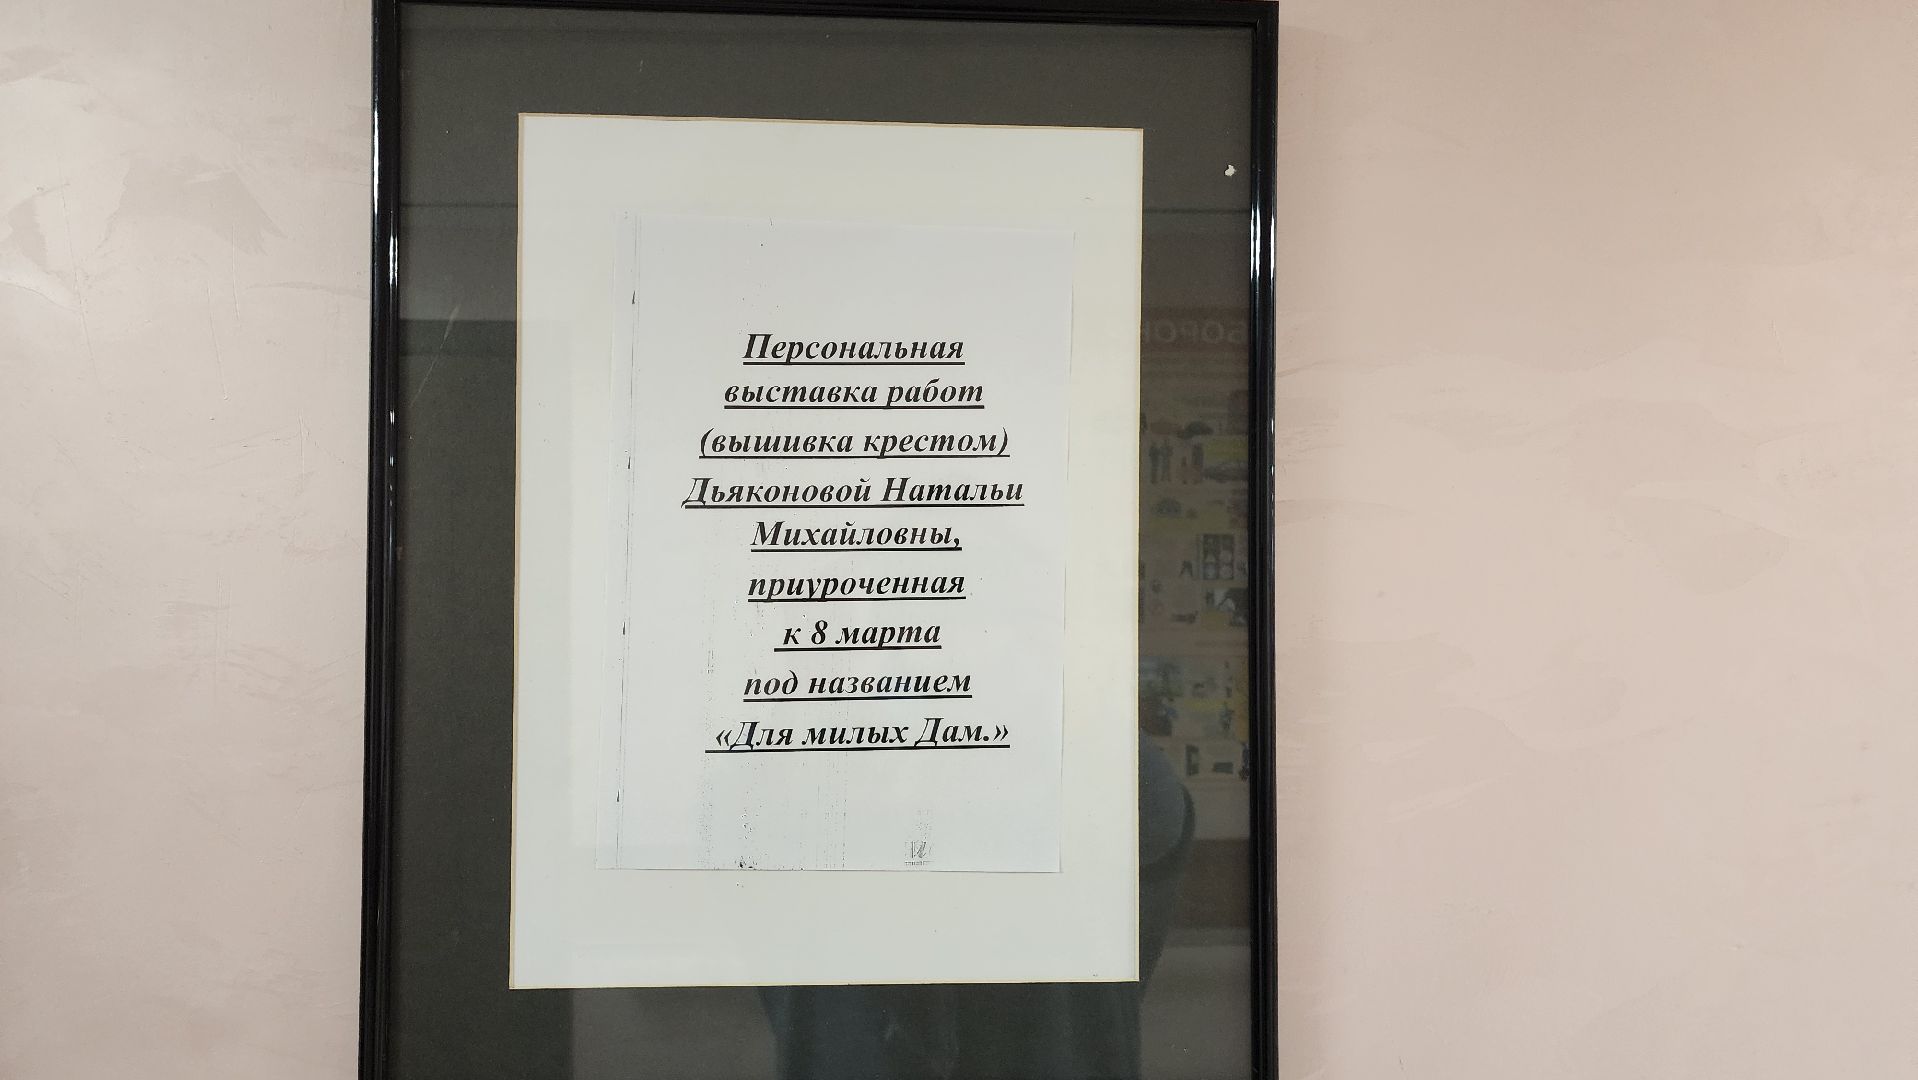 Персональная
выставка работ
(вышивка крестом)
Дьяконовой Натальи
Михайловны,
приуроченная
к 8 марта
под названием
«Для милых Дам.»